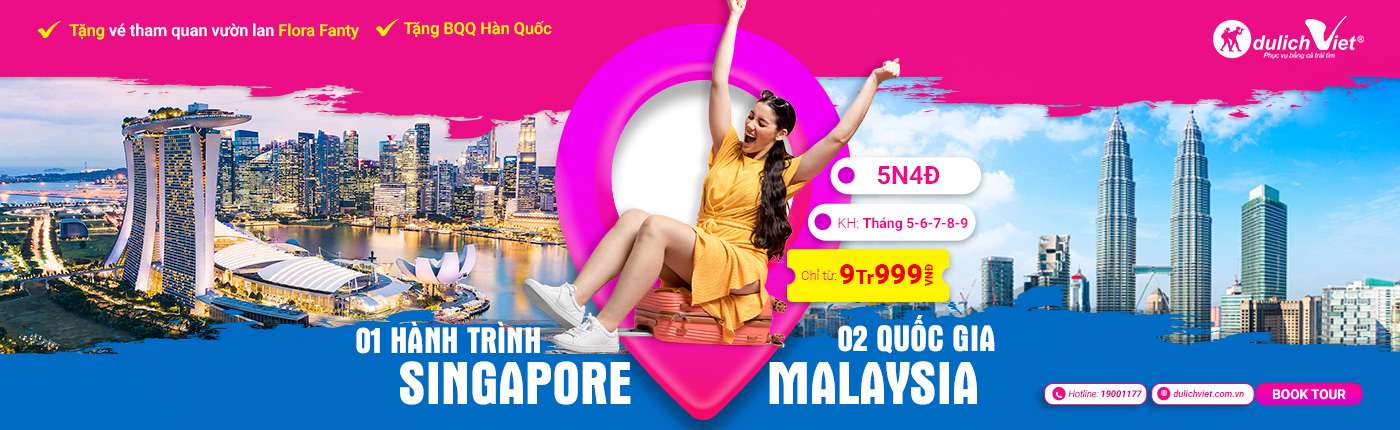 Tặng vé tham quan vườn lan Flora Fanty
Tặng BQQ Hàn Quốc
dulichViet®
Phục vụ bằng cả trái tim
5N4Đ
KH: Tháng 5-6-7-8-9
Chỉ từ: 9Tr999 VNĐ
01 HÀNH TRÌNH
02 QUỐC GIA
SINGAPORE
MALAYSIA
Hotline: 19001177
dulichviet.com.vn
BOOK TOUR